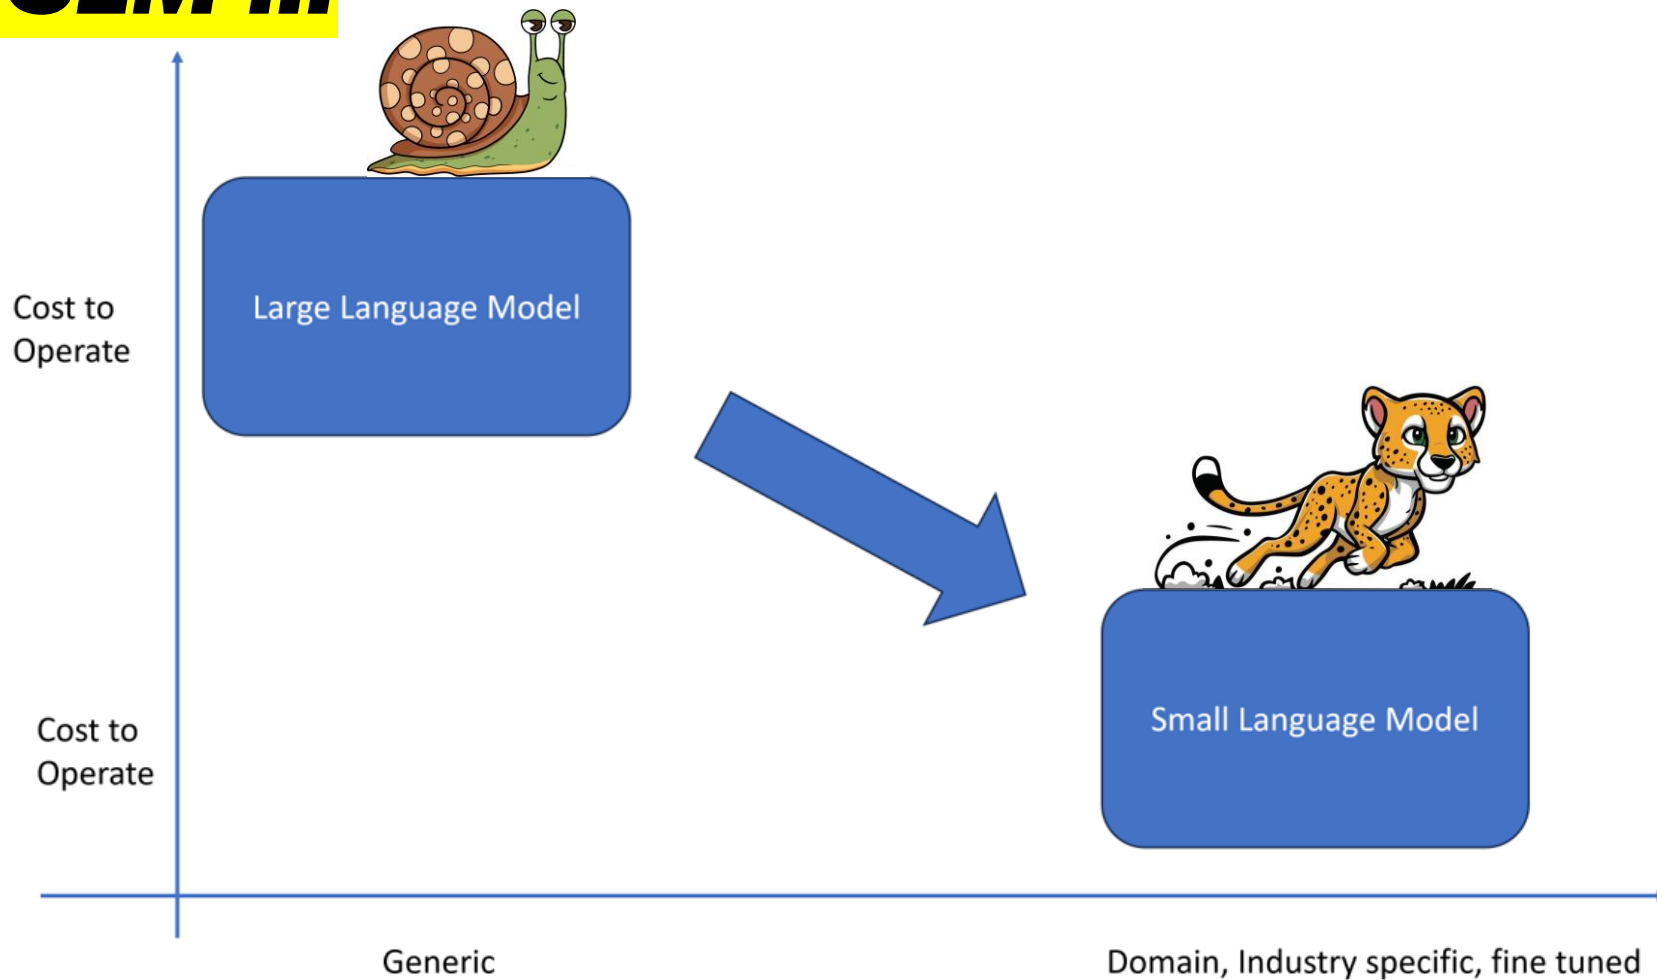 Cost to
Operate
Large Language Model
Small Language Model
Cost to
Operate
Generic
Domain, Industry specific, fine tuned